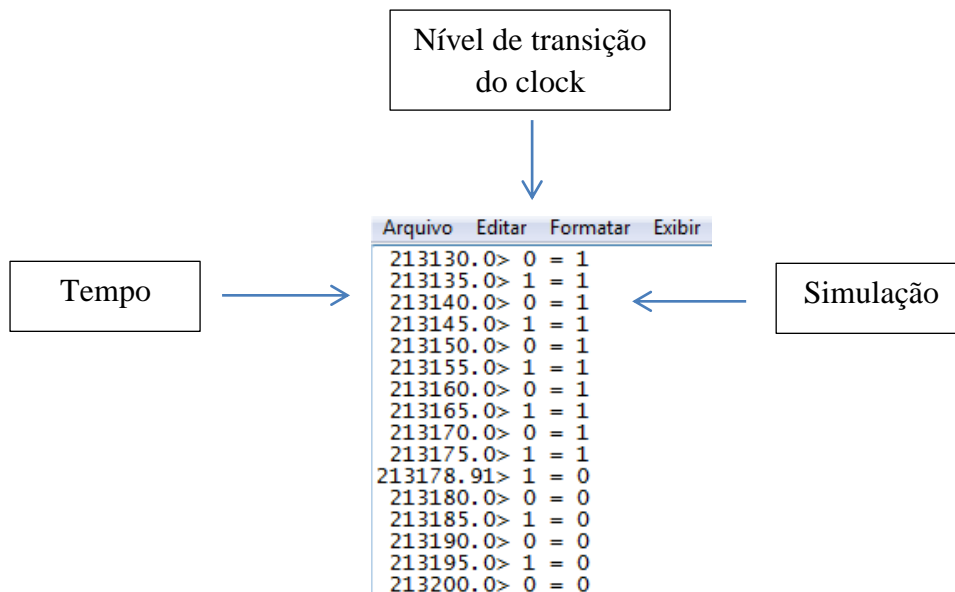 Nível de transição
do clock
Arquivo Editar Formatar Exibir
Tempo
Simulação
213130.0> 0 = 1
213135.0> 1 = 1
213140.0> 0 = 1
213145.0> 1 = 1
213150.0> 0 = 1
213155.0> 1 = 1
213160.0> 0 = 1
213165.0> 1 = 1
213170.0> 0 = 1
213175.0> 1 = 1
213178.91> 1 = 0
213180.0> 0 = 0
213185.0> 1 = 0
213190.0> 0 = 0
213195.0> 1 = 0
213200.0> 0 = 0